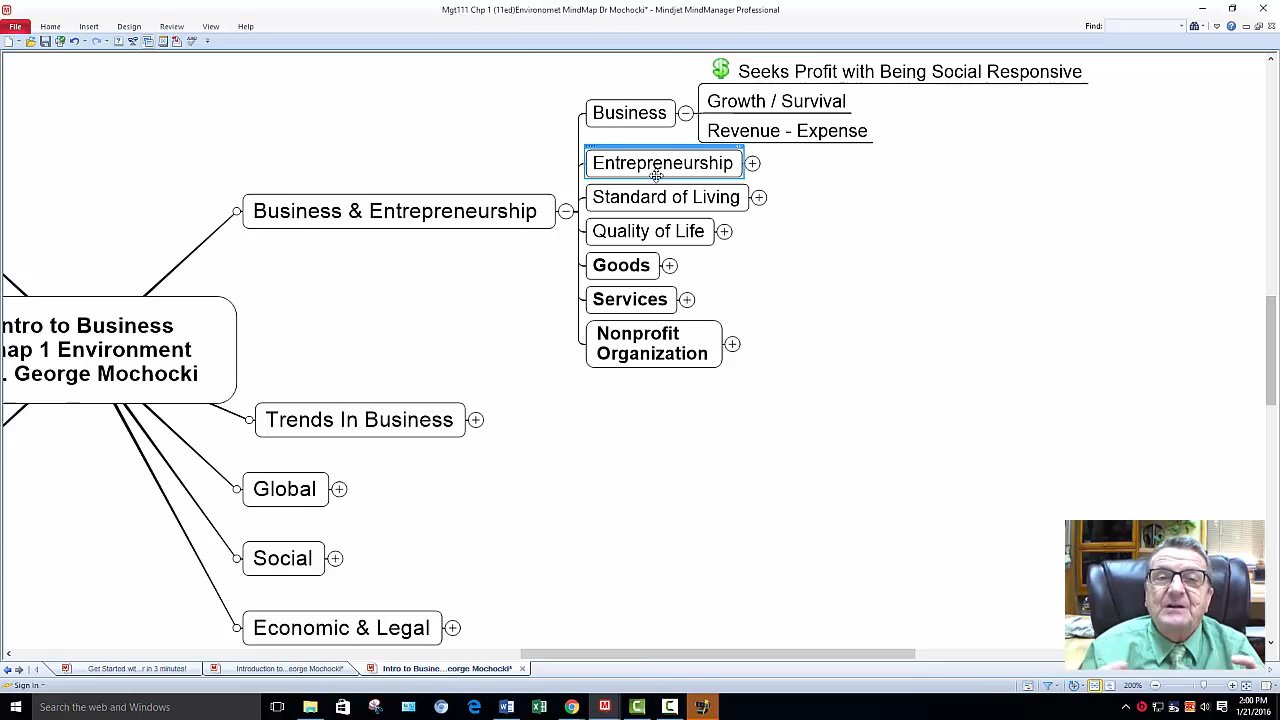 Mgt111 Chp 1 (11ed)Environomet MindMap Dr Mochocki* - Mindjet MindManager Professional
File Home Insert Design Review View Help
Find:
Seeks Profit with Being Social Responsive
Business
Growth / Survival
Revenue - Expense
Entrepreneurship
Standard of Living
Business & Entrepreneurship
Quality of Life
Goods
Services
Nonprofit
Organization
ntro to Business
hap 1 Environment
. George Mochocki
Trends In Business
Global
Social
Economic & Legal
Get Started wit...r in 3 minutes!
Introduction to...eorge Mochocki*
Intro to Busine...eorge Mochocki*
Sign In
200%
Search the web and Windows
2:00 PM
1/21/2016